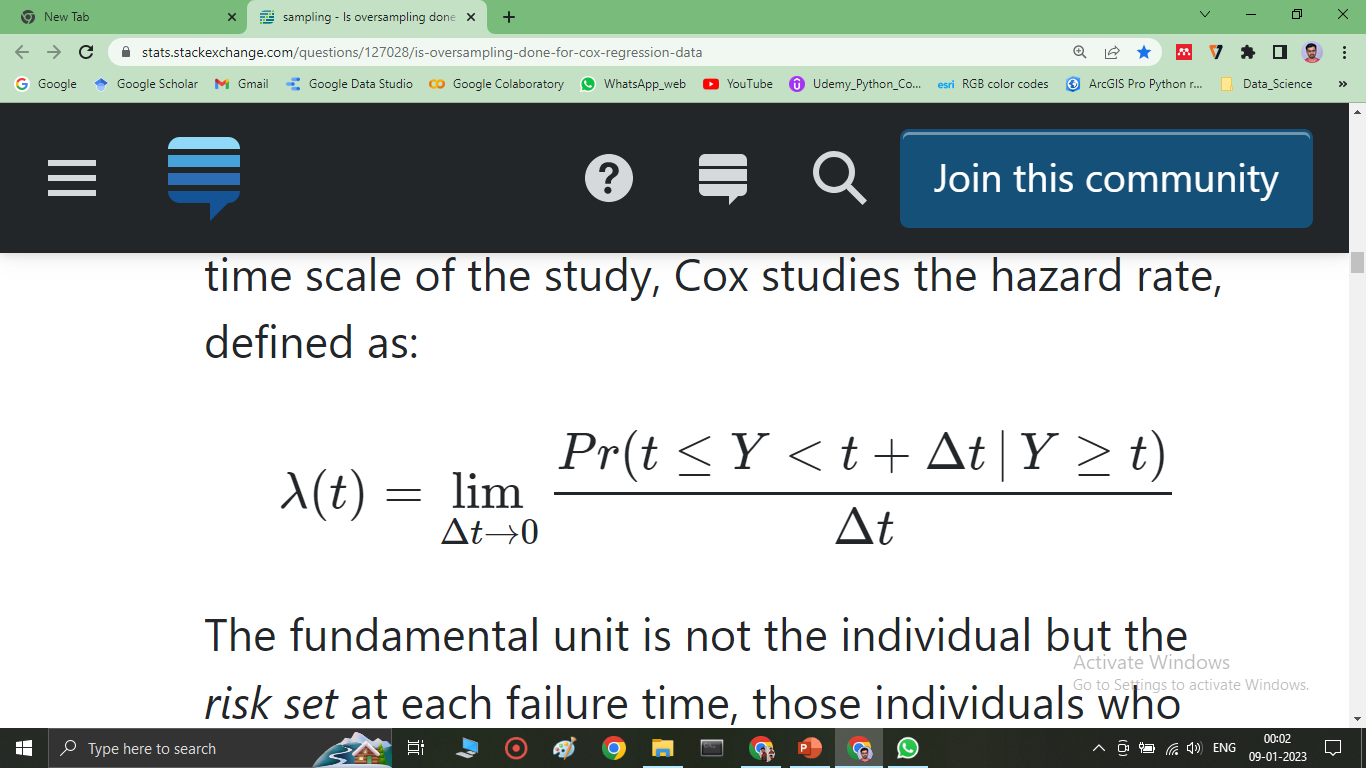 New Tab
sampling - Is oversampling done
stats.stackexchange.com/questions/127028/is-oversampling-done-for-cox-regression-data
Google Google Scholar Gmail Google Data Studio Google Colaboratory WhatsApp_web YouTube Udemy_Python_Co... esri RGB color codes ArcGIS Pro Python r... Data_Science »
Join this community
time scale of the study, Cox studies the hazard rate,
defined as:
λ(t) = lim Δt→0 Pr(t ≤ Y < t + Δt | Y ≥ t) / Δt
The fundamental unit is not the individual but the
risk set at each failure time, those individuals who
Activate Windows
Go to Settings to activate Windows.
Type here to search
ENG
00:02
09-01-2023